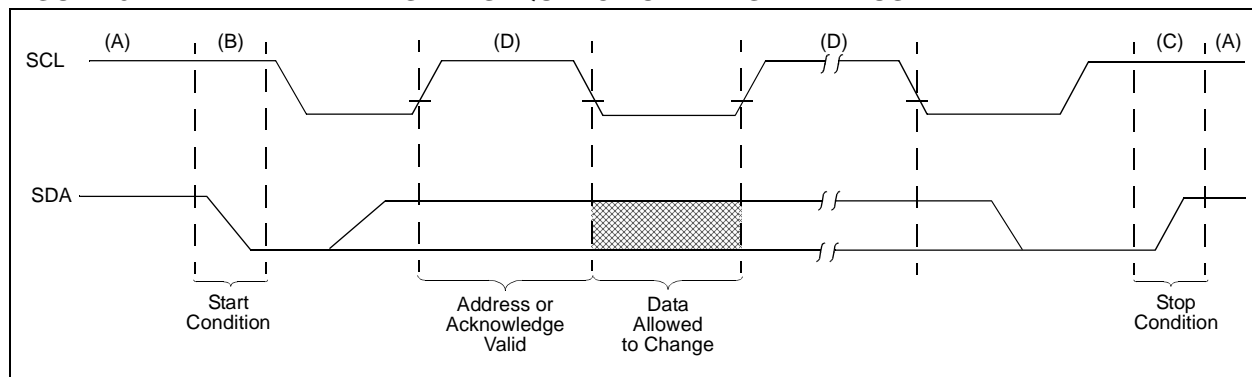 (A) (B) (D) (D) (C) (A)
SCL
SDA
Start
Condition
Address or
Acknowledge
Valid
Data
Allowed
to Change
Stop
Condition